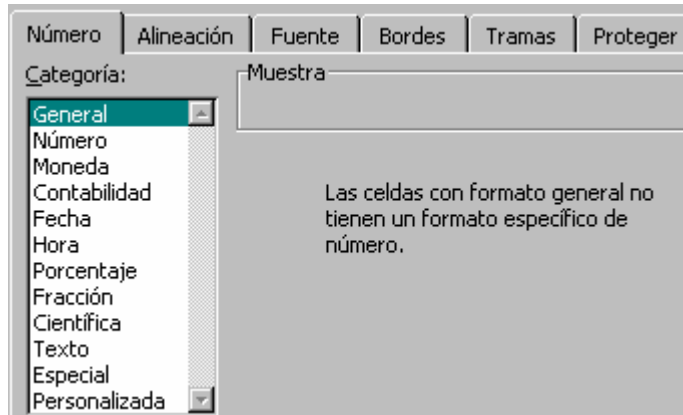 Número Alineación Fuente Bordes Tramas Proteger
Categoría: Muestra
General
Número
Moneda
Contabilidad
Fecha
Hora
Porcentaje
Fracción
Científica
Texto
Especial
Personalizada
Las celdas con formato general no
tienen un formato específico de
número.